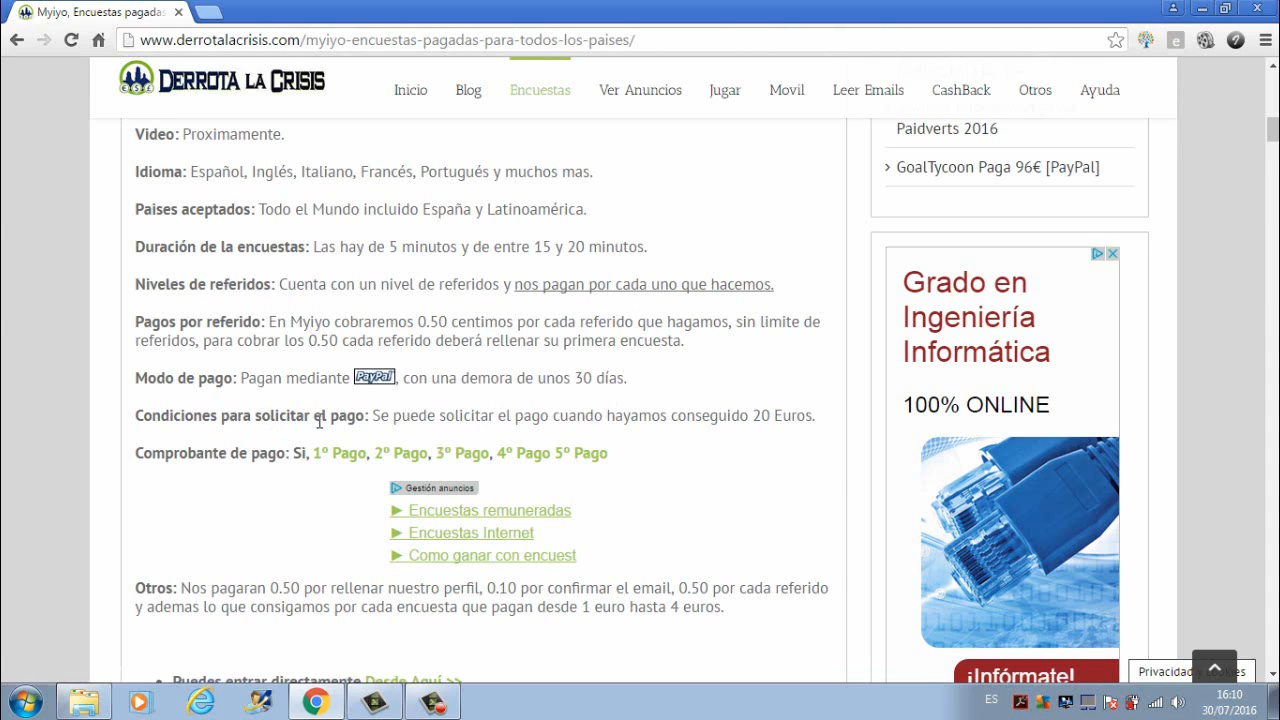 Myiyo, Encuestas pagadas
www.derrotalacrisis.com/myiyo-encuestas-pagadas-para-todos-los-paises/
DERROTA LA CRISIS
Inicio Blog Encuestas Ver Anuncios Jugar Movil Leer Emails CashBack Otros Ayuda
Video: Proximamente.
Idioma: Español, Inglés, Italiano, Francés, Portugués y muchos mas.
Paises aceptados: Todo el Mundo incluido España y Latinoamérica.
Duración de la encuestas: Las hay de 5 minutos y de entre 15 y 20 minutos.
Niveles de referidos: Cuenta con un nivel de referidos y nos pagan por cada uno que hacemos.
Pagos por referido: En Myiyo cobraremos 0.50 centimos por cada referido que hagamos, sin limite de
referidos, para cobrar los 0.50 cada referido deberá rellenar su primera encuesta.
Modo de pago: Pagan mediante PayPal, con una demora de unos 30 días.
Condiciones para solicitar el pago: Se puede solicitar el pago cuando hayamos conseguido 20 Euros.
Comprobante de pago: Si, 1º Pago, 2º Pago, 3º Pago, 4º Pago 5º Pago
Gestión anuncios
► Encuestas remuneradas
► Encuestas Internet
► Como ganar con encuest
Otros: Nos pagaran 0.50 por rellenar nuestro perfil, 0.10 por confirmar el email, 0.50 por cada referido
y ademas lo que consigamos por cada encuesta que pagan desde 1 euro hasta 4 euros.
Puedes entrar directamente Desde Aquí >>
Paidverts 2016
GoalTycoon Paga 96€ [PayPal]
Grado en
Ingeniería
Informática
100% ONLINE
¡Infórmate!
Privacidad y cookies
ES
16:10
30/07/2016